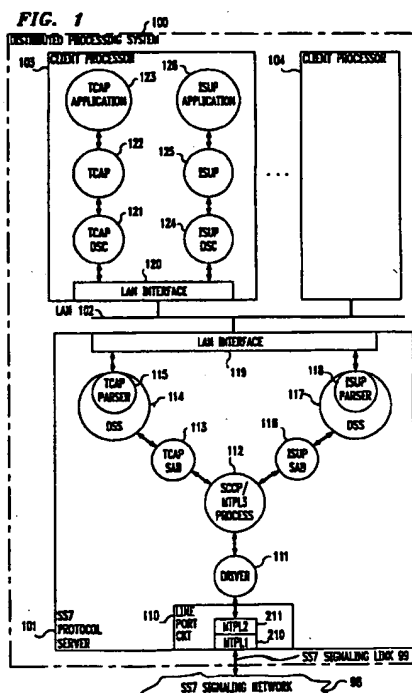 FIG. 1
100
DISTRIBUTED PROCESSING SYSTEM
103
CLIENT PROCESSOR
123
TCAP
APPLICATION
126
ISUP
APPLICATION
122
TCAP
125
ISUP
121
TCAP
DSC
124
ISUP
DSC
120
LAN INTERFACE
104
CLIENT PROCESSOR
...
LAN 102
LAN INTERFACE
119
115
TCAP
PARSER
114
DSS
118
ISUP
PARSER
117
DSS
113
TCAP
SAB
116
ISUP
SAB
112
SCCP/
MTPL3
PROCESS
111
DRIVER
110
LINE
PORT
CKT
MTPL2
211
MTPL1
210
101
SS7
PROTOCOL
SERVER
SS7 SIGNALING LINK 99
SS7 SIGNALING NETWORK
98